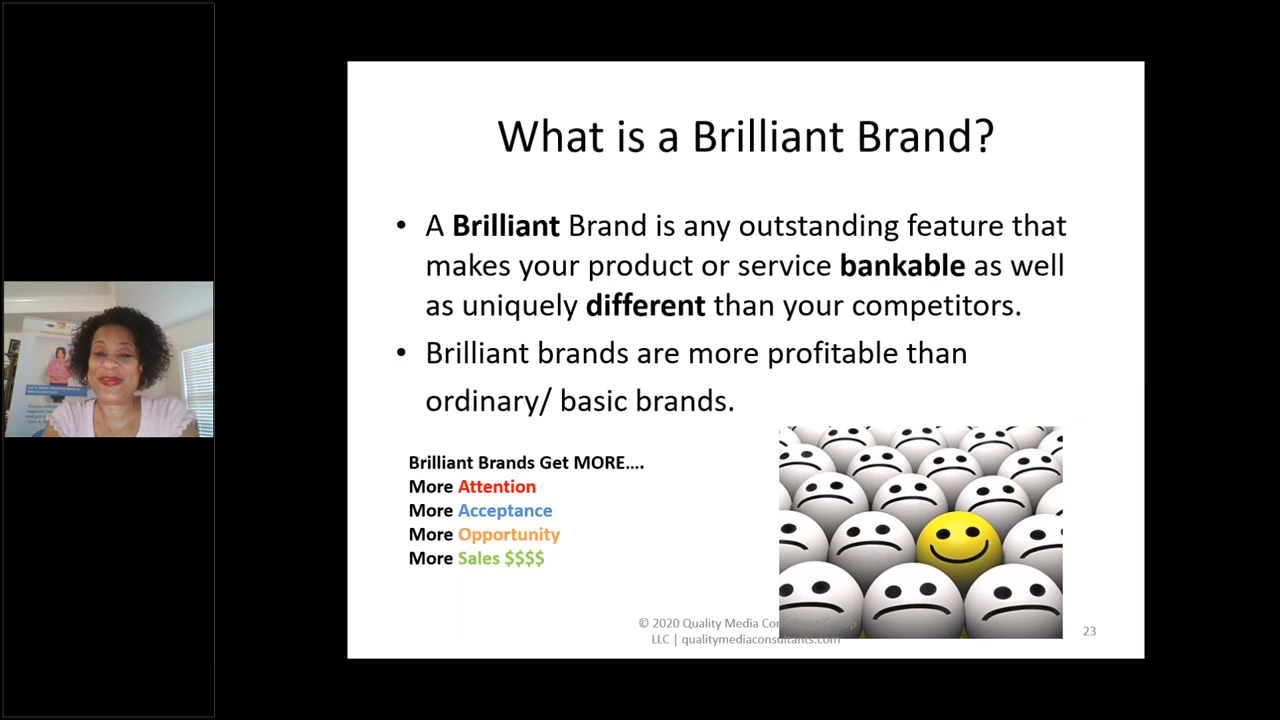 What is a Brilliant Brand?
• A Brilliant Brand is any outstanding feature that
makes your product or service bankable as well
as uniquely different than your competitors.
• Brilliant brands are more profitable than
ordinary/ basic brands.
Brilliant Brands Get MORE....
More Attention
More Acceptance
More Opportunity
More Sales $$$$
© 2020 Quality Media Consultant Group
LLC | qualitymediaconsultants.com
23